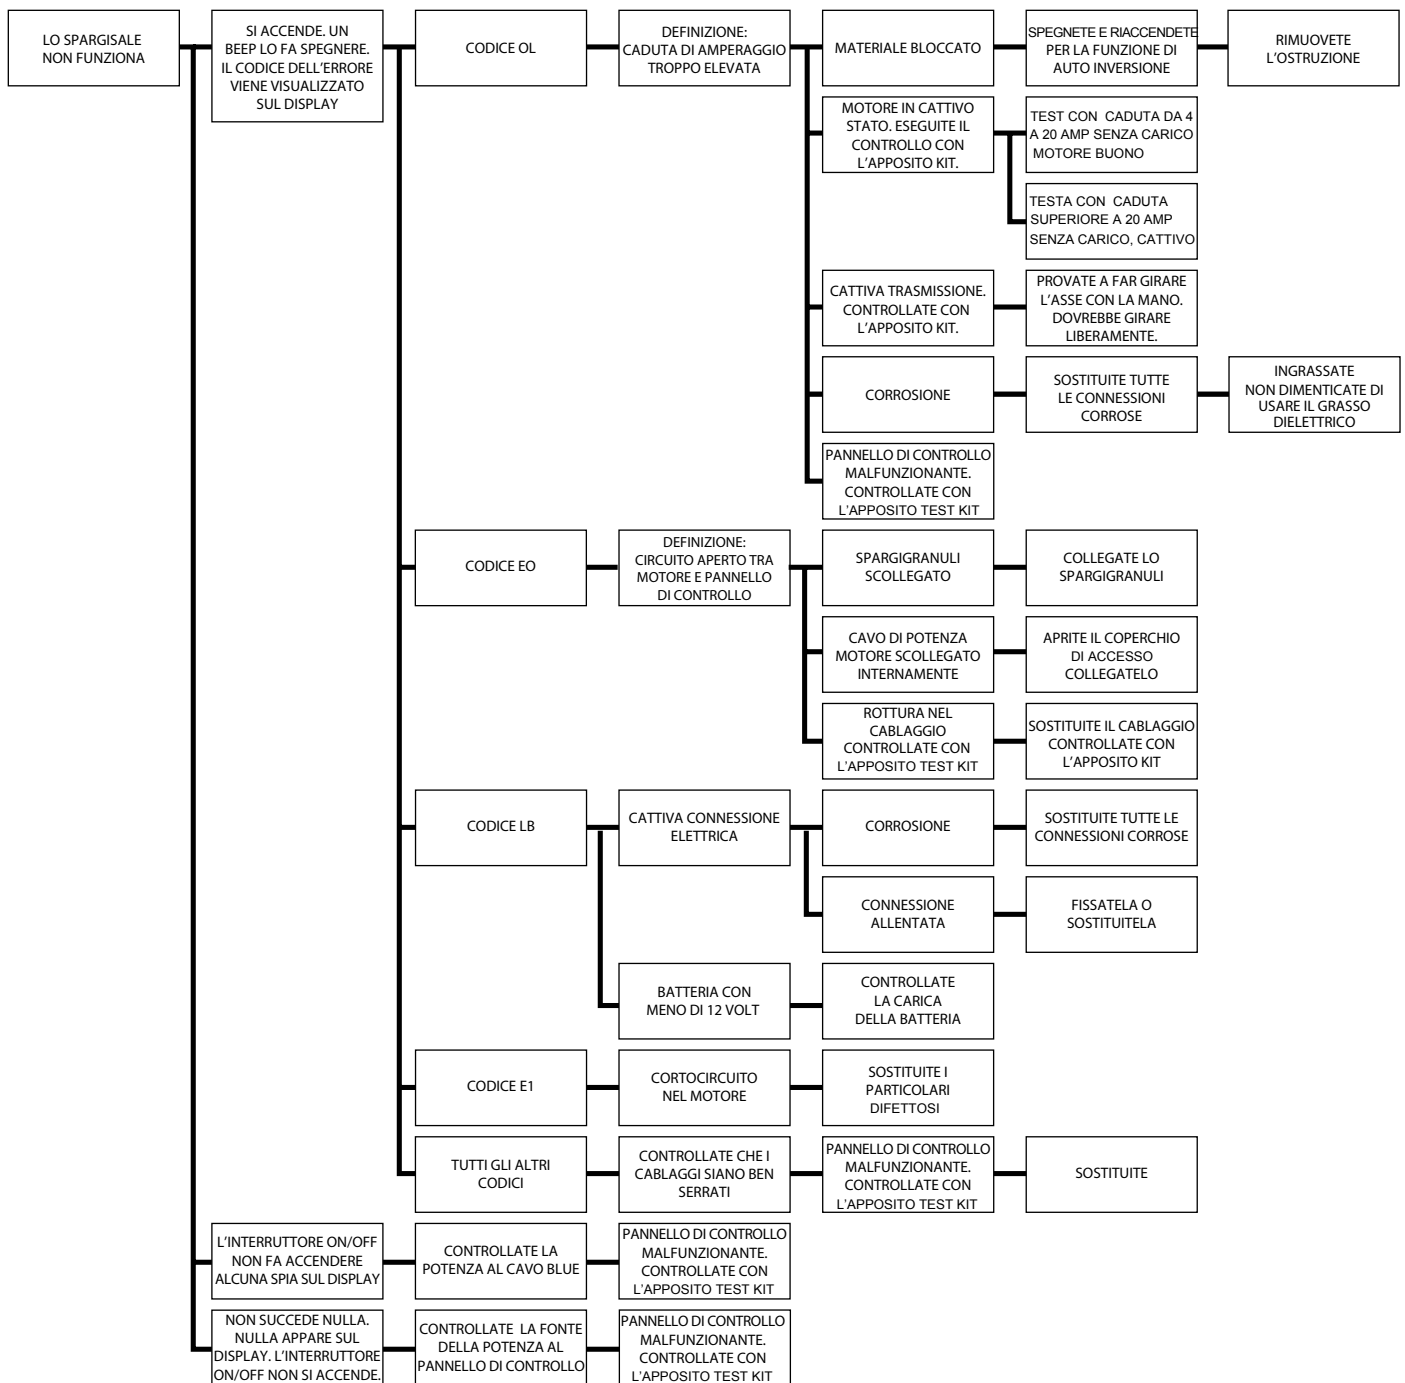 LO SPARGISALE
NON FUNZIONA
SI ACCENDE. UN
BEEP LO FA SPEGNERE.
IL CODICE DELL'ERRORE
VIENE VISUALIZZATO
SUL DISPLAY
CODICE OL
DEFINIZIONE:
CADUTA DI AMPERAGGIO
TROPPO ELEVATA
MATERIALE BLOCCATO
SPEGNETE E RIACCENDETE
PER LA FUNZIONE DI
AUTO INVERSIONE
RIMUOVETE
L'OSTRUZIONE
MOTORE IN CATTIVO
STATO. ESEGUITE IL
CONTROLLO CON
L'APPOSITO KIT.
TEST CON CADUTA DA 4
A 20 AMP SENZA CARICO
MOTORE BUONO
TESTA CON CADUTA
SUPERIORE A 20 AMP
SENZA CARICO, CATTIVO
CATTIVA TRASMISSIONE.
CONTROLLATE CON
L'APPOSITO KIT.
PROVATE A FAR GIRARE
L'ASSE CON LA MANO.
DOVREBBE GIRARE
LIBERAMENTE.
CORROSIONE
SOSTITUITE TUTTE
LE CONNESSIONI
CORROSE
INGRASSATE
NON DIMENTICATE DI
USARE IL GRASSO
DIELETTRICO
PANNELLO DI CONTROLLO
MALFUNZIONANTE.
CONTROLLATE CON
L'APPOSITO TEST KIT
CODICE EO
DEFINIZIONE:
CIRCUITO APERTO TRA
MOTORE E PANNELLO
DI CONTROLLO
SPARGIGRANULI
SCOLLEGATO
COLLEGATE LO
SPARGIGRANULI
CAVO DI POTENZA
MOTORE SCOLLEGATO
INTERNAMENTE
APRITE IL COPERCHIO
DI ACCESSO
COLLEGATELO
ROTTURA NEL
CABLAGGIO
CONTROLLATE CON
L'APPOSITO TEST KIT
SOSTITUITE IL CABLAGGIO
CONTROLLATE CON
L'APPOSITO KIT
CODICE LB
CATTIVA CONNESSIONE
ELETTRICA
CORROSIONE
SOSTITUITE TUTTE LE
CONNESSIONI CORROSE
CONNESSIONE
ALLENTATA
FISSATELA O
SOSTITUITELA
BATTERIA CON
MENO DI 12 VOLT
CONTROLLATE
LA CARICA
DELLA BATTERIA
CODICE E1
CORTOCIRCUITO
NEL MOTORE
SOSTITUITE I
PARTICOLARI
DIFETTOSI
TUTTI GLI ALTRI
CODICI
CONTROLLATE CHE I
CABLAGGI SIANO BEN
SERRATI
PANNELLO DI CONTROLLO
MALFUNZIONANTE.
CONTROLLATE CON
L'APPOSITO TEST KIT
SOSTITUITE
L'INTERRUTTORE ON/OFF
NON FA ACCENDERE
ALCUNA SPIA SUL DISPLAY
CONTROLLATE LA
POTENZA AL CAVO BLUE
PANNELLO DI CONTROLLO
MALFUNZIONANTE.
CONTROLLATE CON
L'APPOSITO TEST KIT
NON SUCCEDE NULLA.
NULLA APPARE SUL
DISPLAY. L'INTERRUTTORE
ON/OFF NON SI ACCENDE.
CONTROLLATE LA FONTE
DELLA POTENZA AL
PANNELLO DI CONTROLLO
PANNELLO DI CONTROLLO
MALFUNZIONANTE.
CONTROLLATE CON
L'APPOSITO TEST KIT